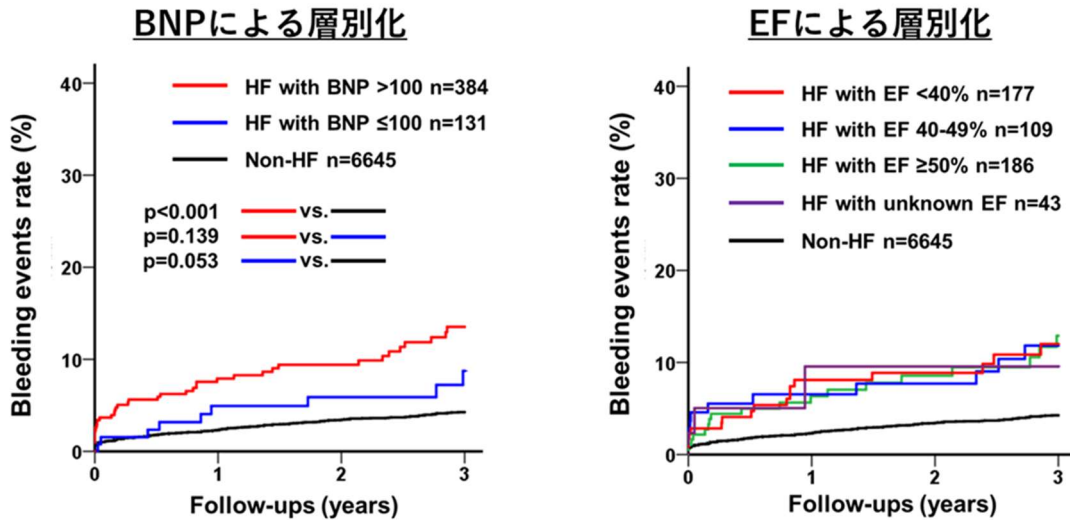 BNPによる層別化
Bleeding events rate (%)
40
30
20
10
0
HF with BNP >100 n=384
HF with BNP ≤100 n=131
Non-HF n=6645
p<0.001 vs.
p=0.139 vs.
p=0.053 vs.
0 1 2 3
Follow-ups (years)
EFによる層別化
Bleeding events rate (%)
40
30
20
10
0
HF with EF <40% n=177
HF with EF 40-49% n=109
HF with EF ≥50% n=186
HF with unknown EF n=43
Non-HF n=6645
0 1 2 3
Follow-ups (years)